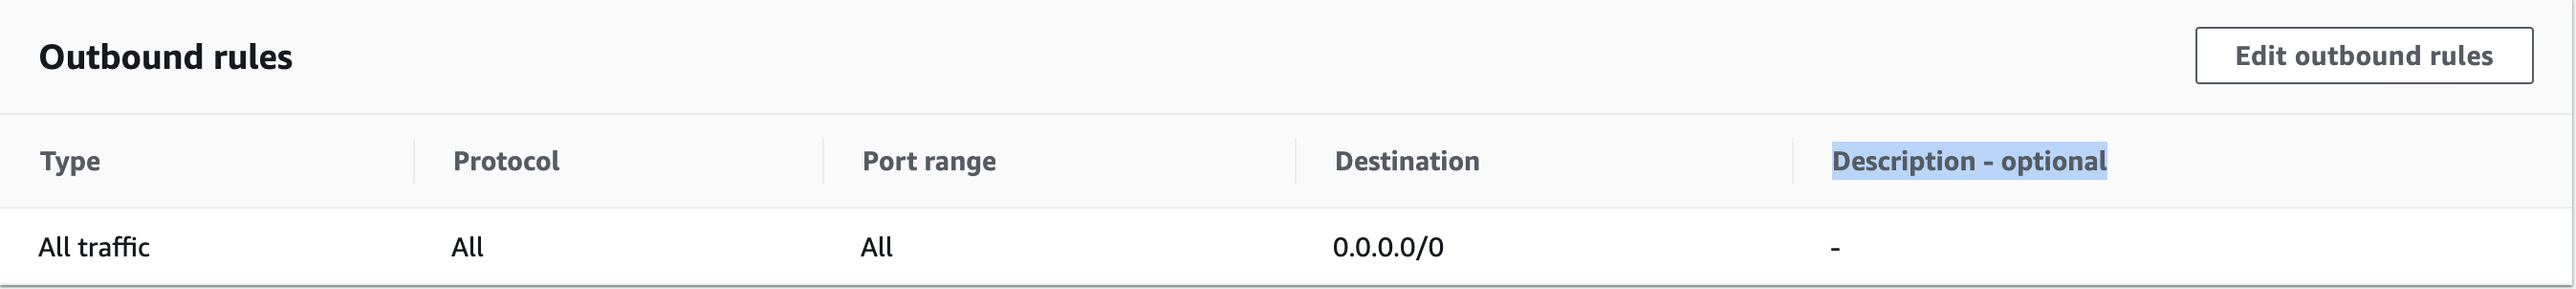 Outbound rules
Edit outbound rules
Type Protocol Port range Destination Description - optional
All traffic All All 0.0.0.0/0 -